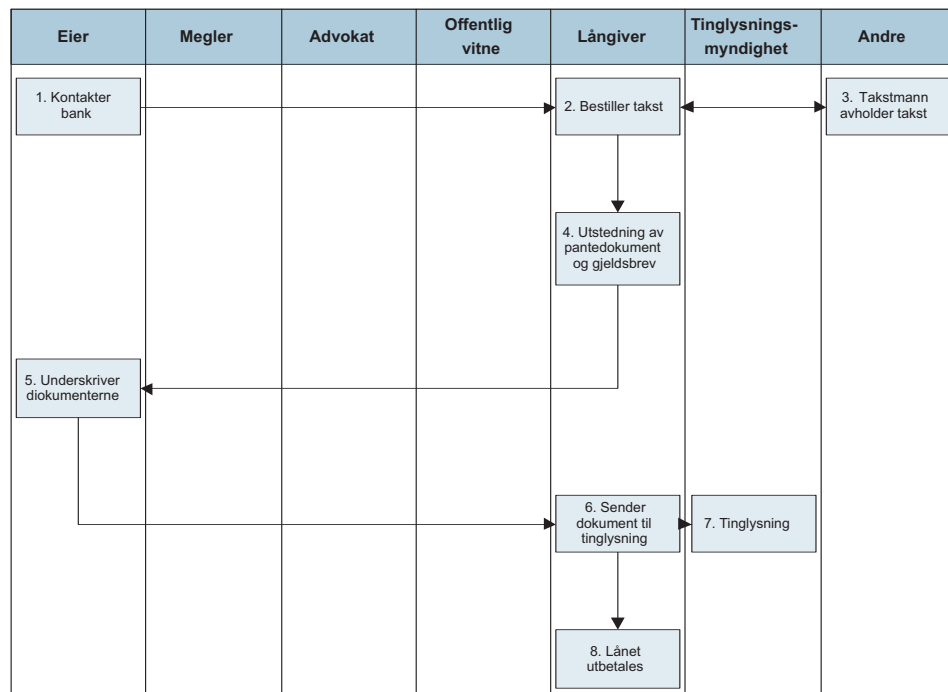 Eier
Megler
Advokat
Offentlig
vitne
Långiver
Tinglysnings-
myndighet
Andre
1. Kontakter
bank
2. Bestiller takst
3. Takstmann
avholder takst
4. Utstedning av
pantedokument
og gjeldsbrev
5. Underskriver
diokumenterne
6. Sender
dokument til
tinglysning
7. Tinglysning
8. Lånet
utbetales